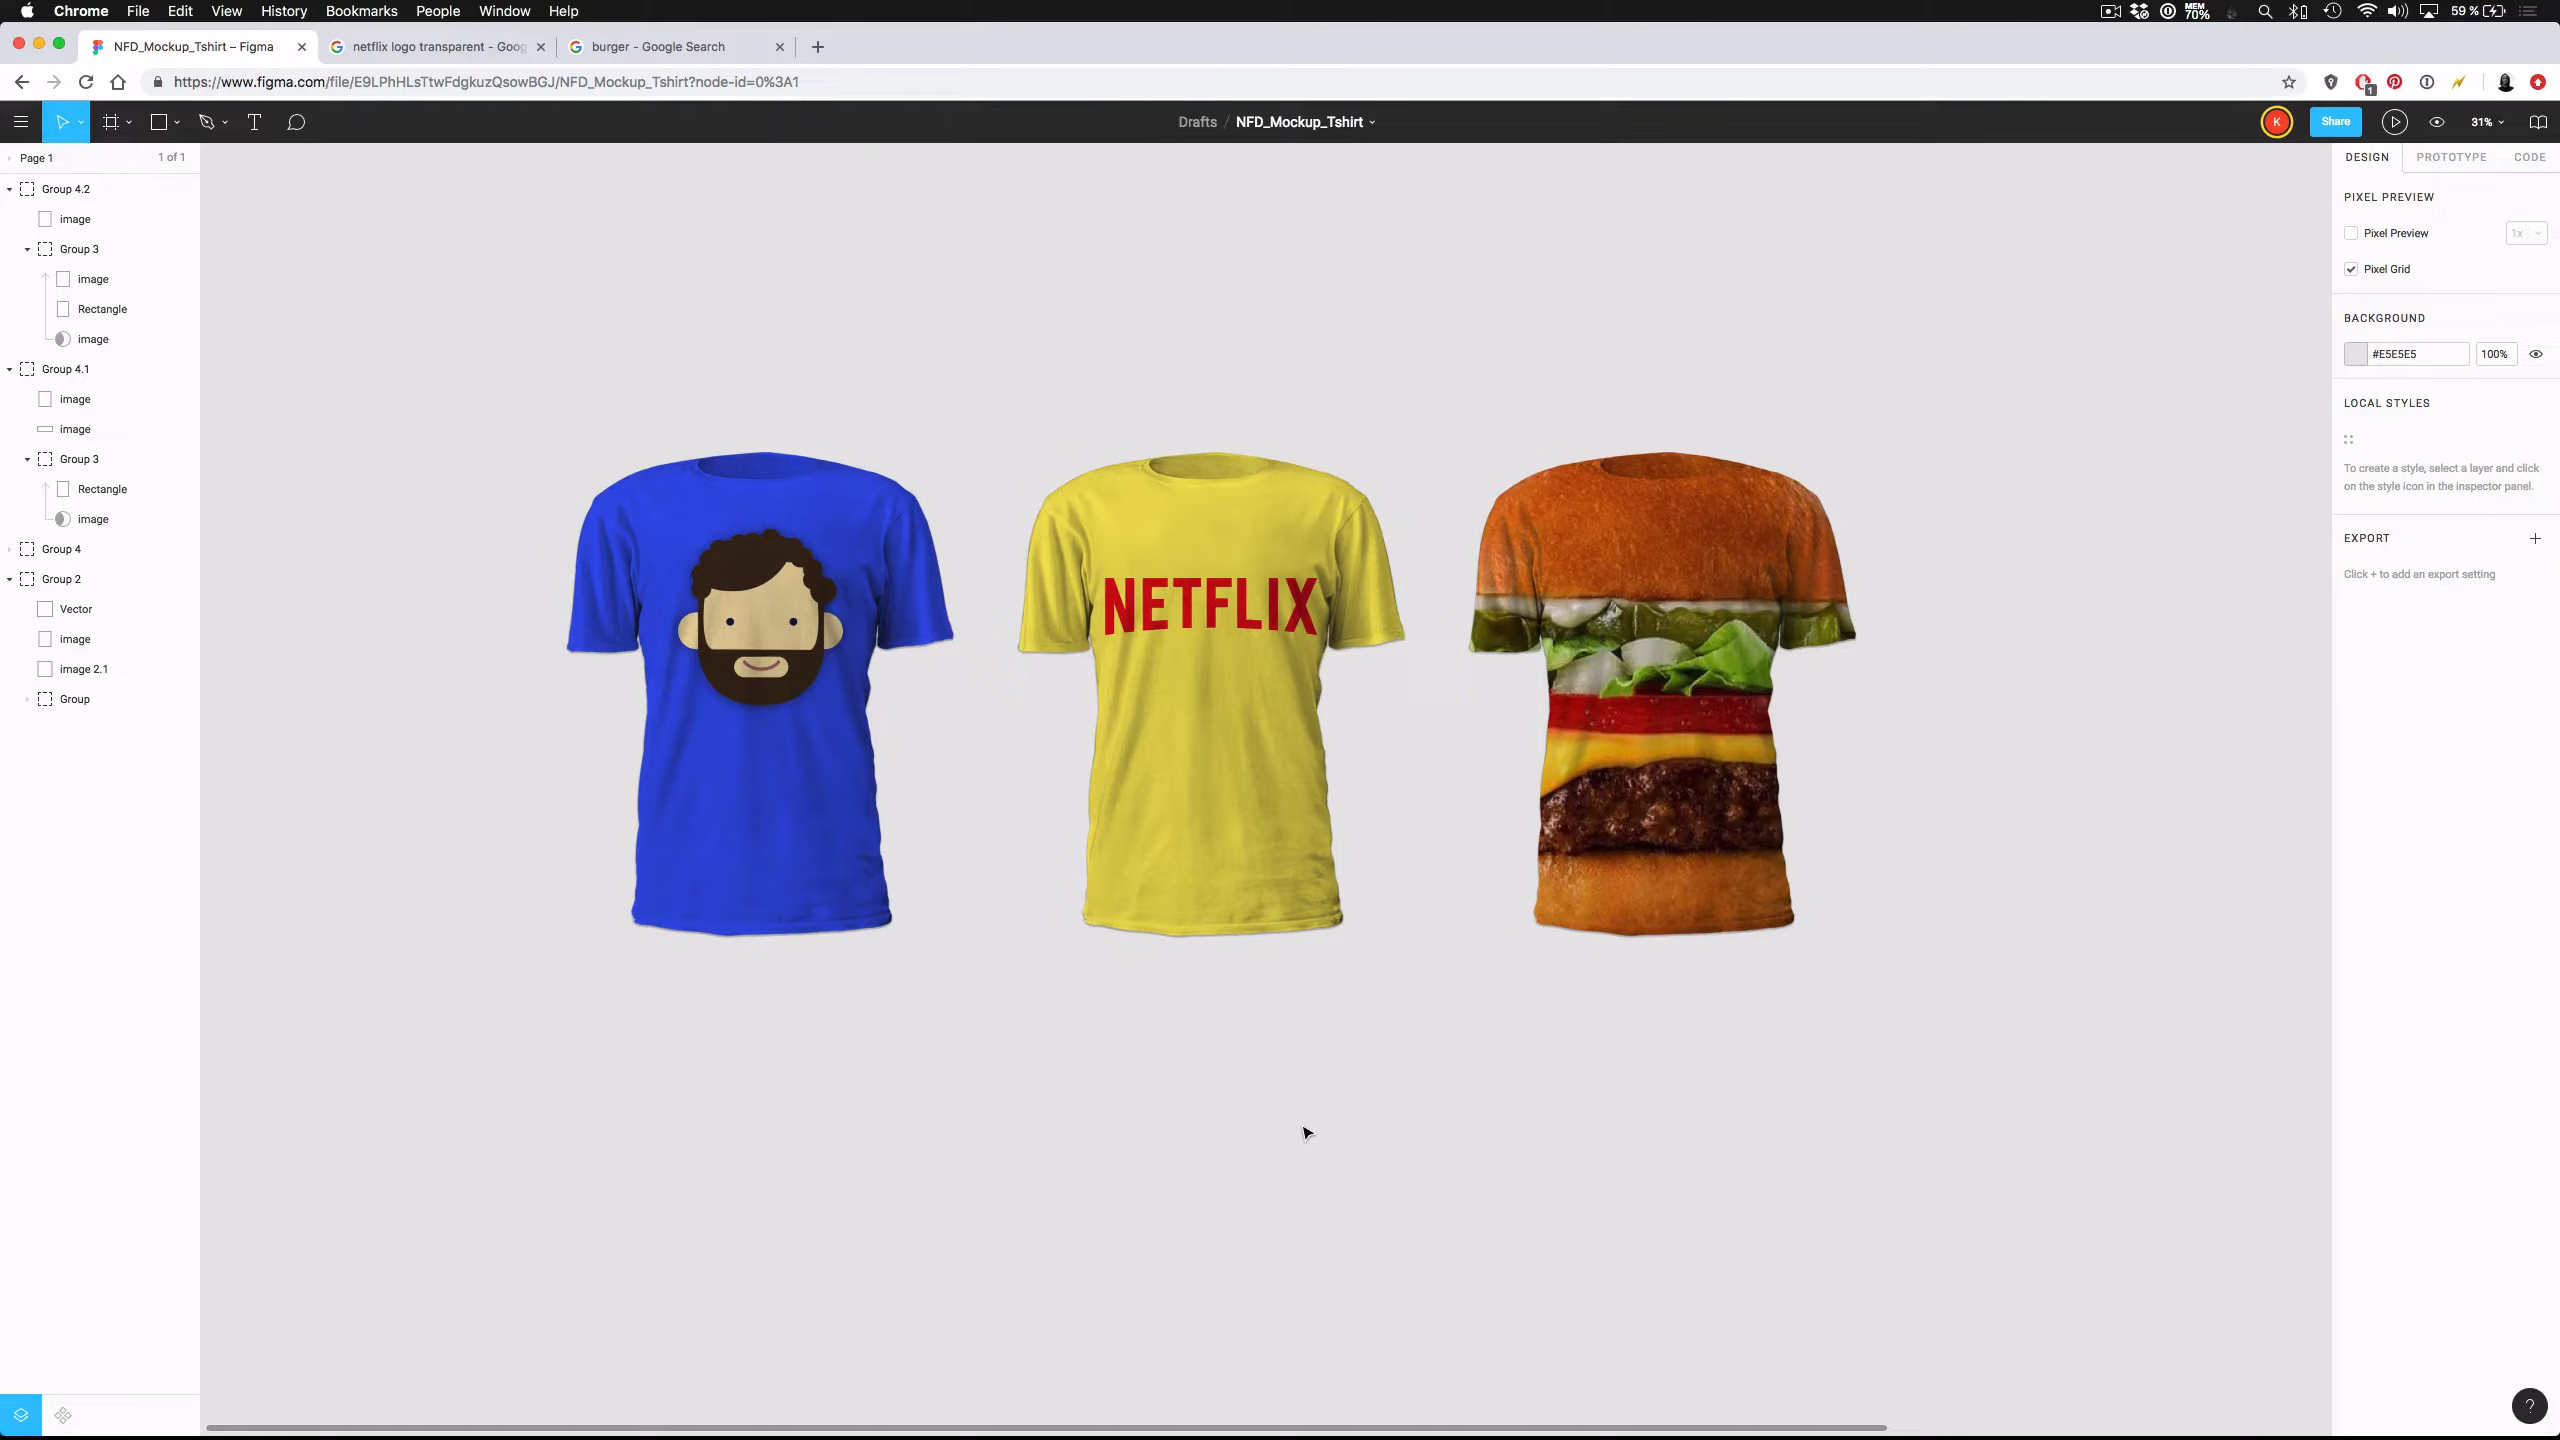 Chrome File Edit View History Bookmarks People Window Help MEM 70% 59 %
NFD_Mockup_Tshirt – Figma netflix logo transparent - Goog burger - Google Search
https://www.figma.com/file/E9LPhHLsTtwFdgkuzQsowBGJ/NFD_Mockup_Tshirt?node-id=0%3A1 1
Drafts / NFD_Mockup_Tshirt K Share 31%
Page 1 1 of 1 DESIGN PROTOTYPE CODE
Group 4.2
image
Group 3
image
Rectangle
image
Group 4.1
image
image
Group 3
Rectangle
image
Group 4
Group 2
Vector
image
image 2.1
Group
NETFLIX
PIXEL PREVIEW
Pixel Preview 1x
Pixel Grid
BACKGROUND
#E5E5E5 100%
LOCAL STYLES
To create a style, select a layer and click
on the style icon in the inspector panel.
EXPORT
Click + to add an export setting
?